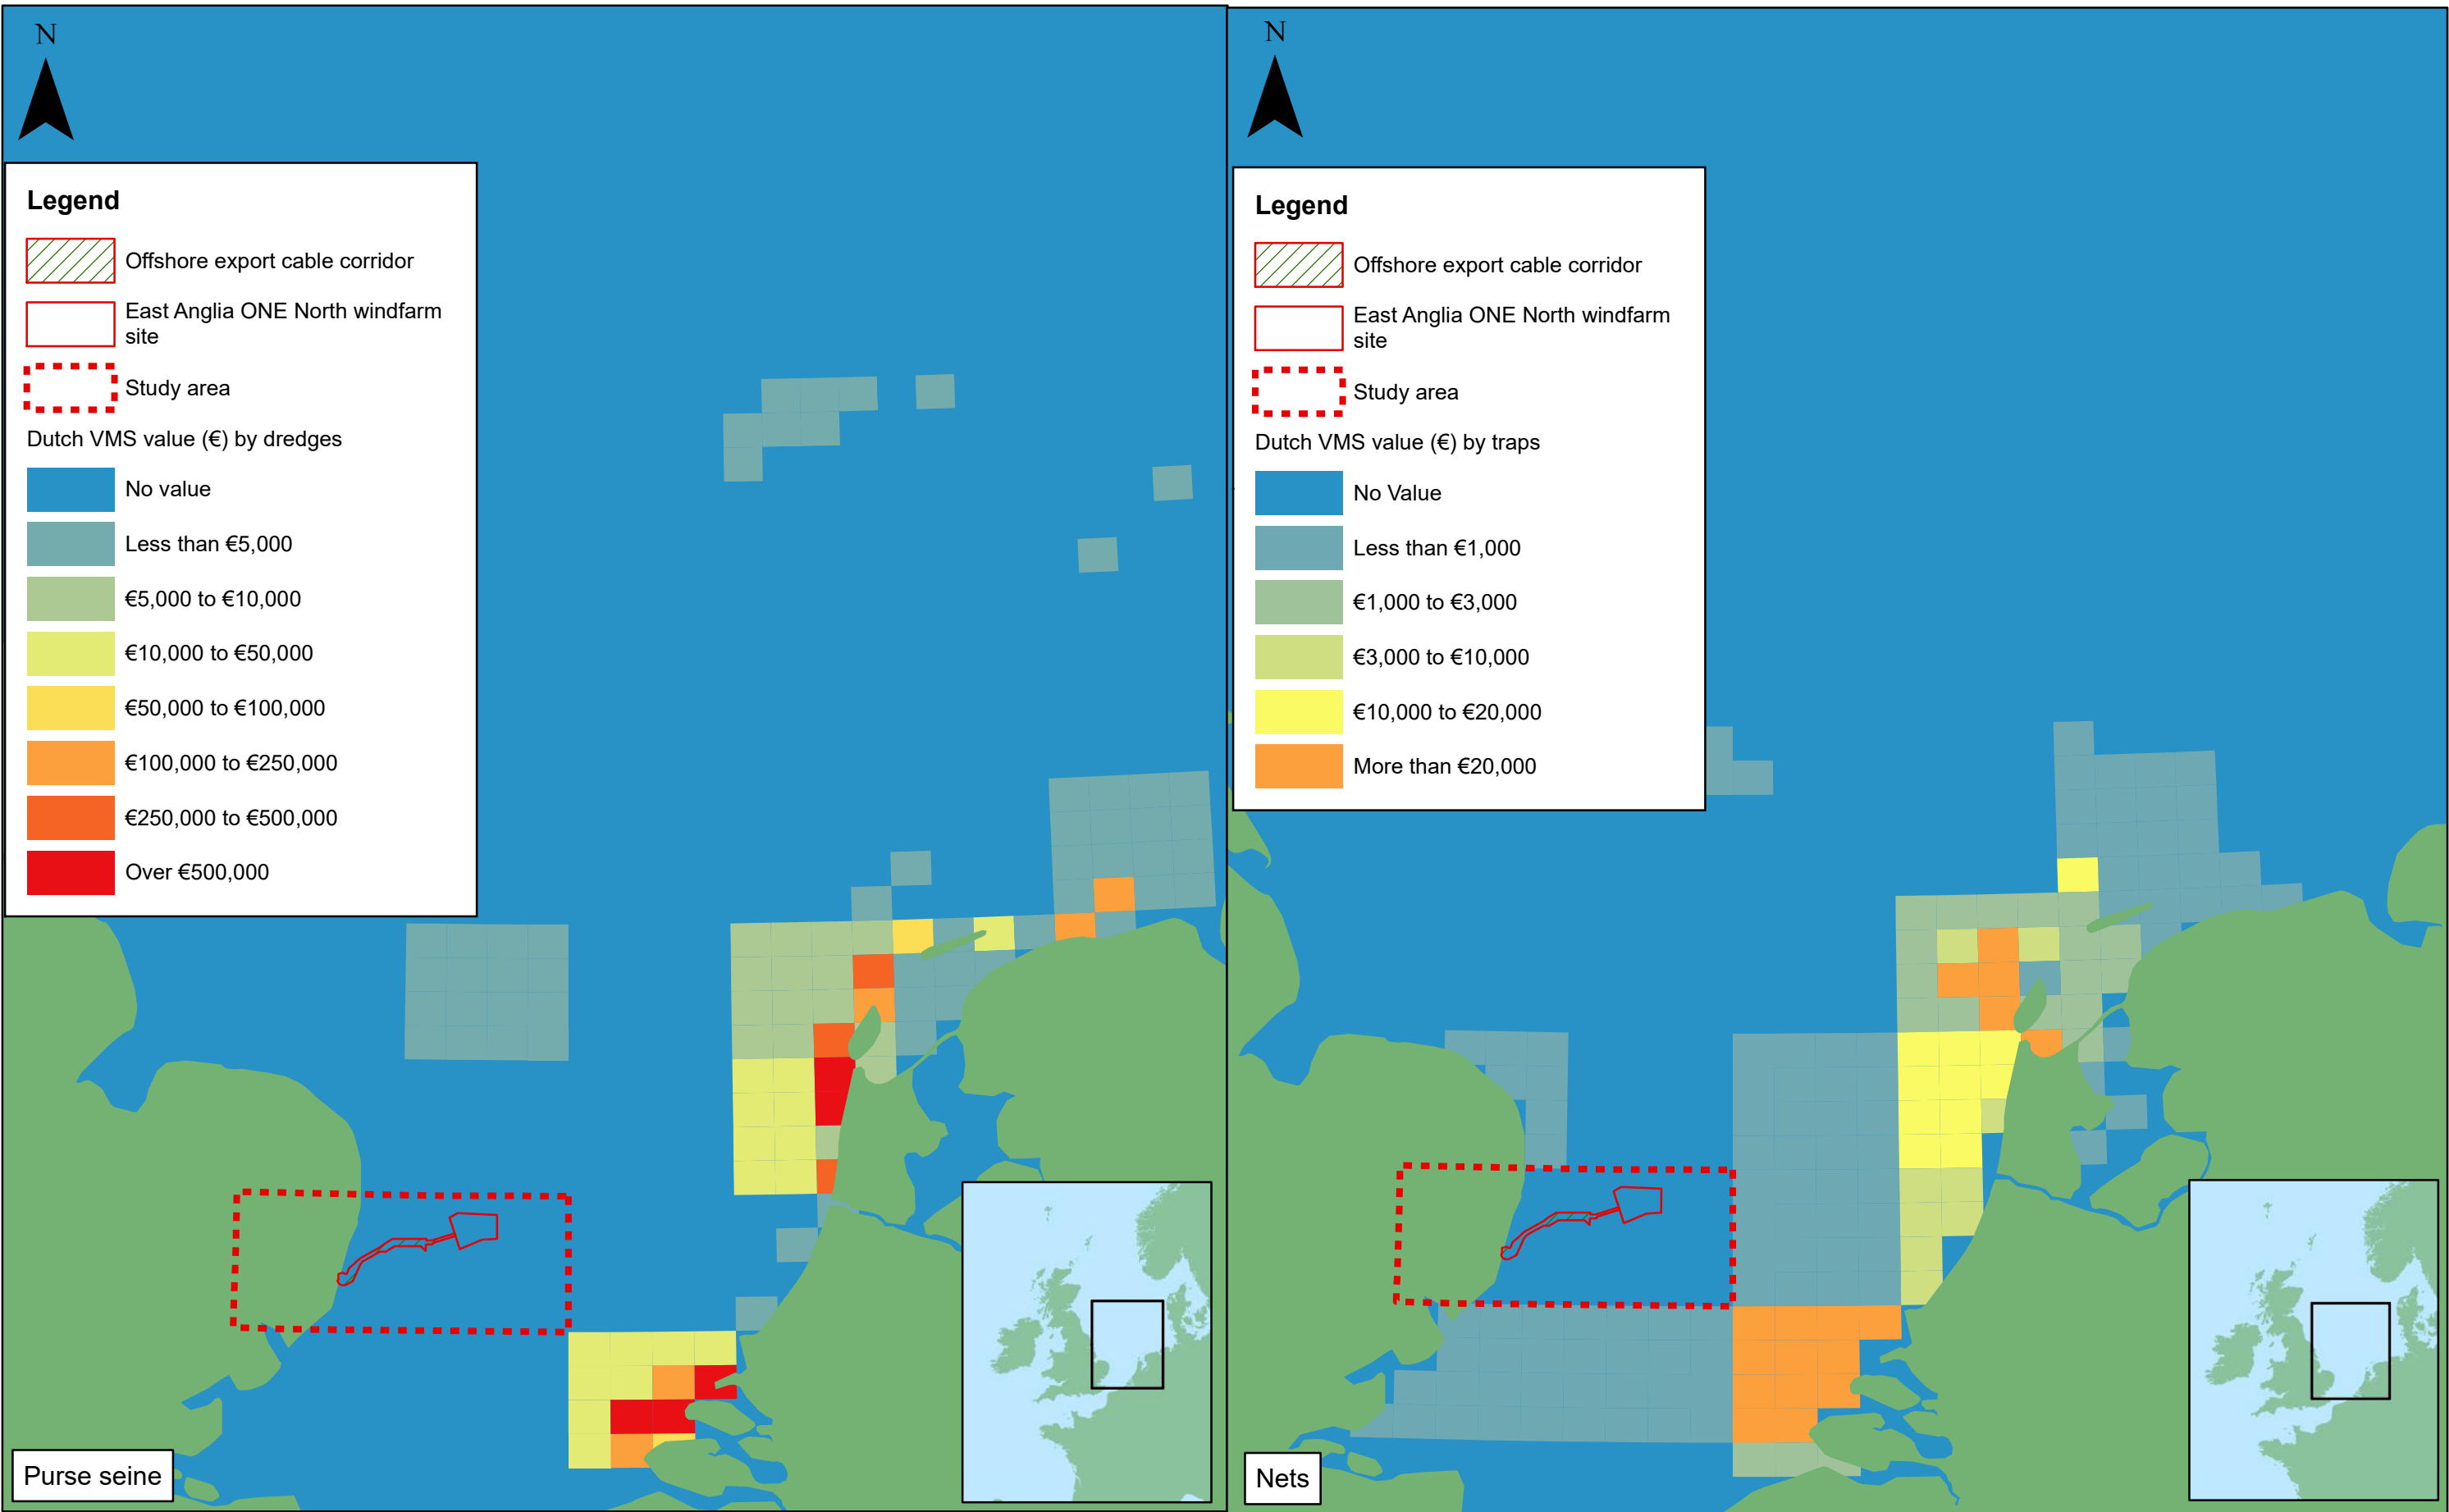 N
Legend
Offshore export cable corridor
East Anglia ONE North windfarm
site
Study area
Dutch VMS value (€) by dredges
No value
Less than €5,000
€5,000 to €10,000
€10,000 to €50,000
€50,000 to €100,000
€100,000 to €250,000
€250,000 to €500,000
Over €500,000
Purse seine
N
Legend
Offshore export cable corridor
East Anglia ONE North windfarm
site
Study area
Dutch VMS value (€) by traps
No Value
Less than €1,000
€1,000 to €3,000
€3,000 to €10,000
€10,000 to €20,000
More than €20,000
Nets